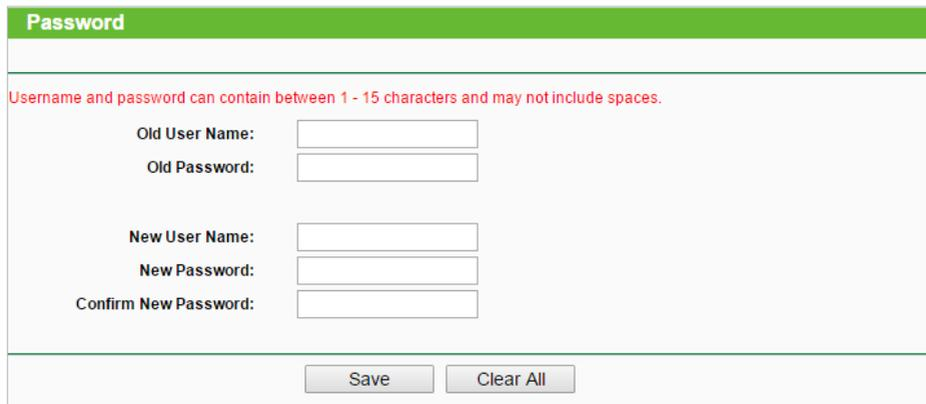 Password
Username and password can contain between 1 - 15 characters and may not include spaces.
Old User Name:
Old Password:
New User Name:
New Password:
Confirm New Password:
Save Clear All